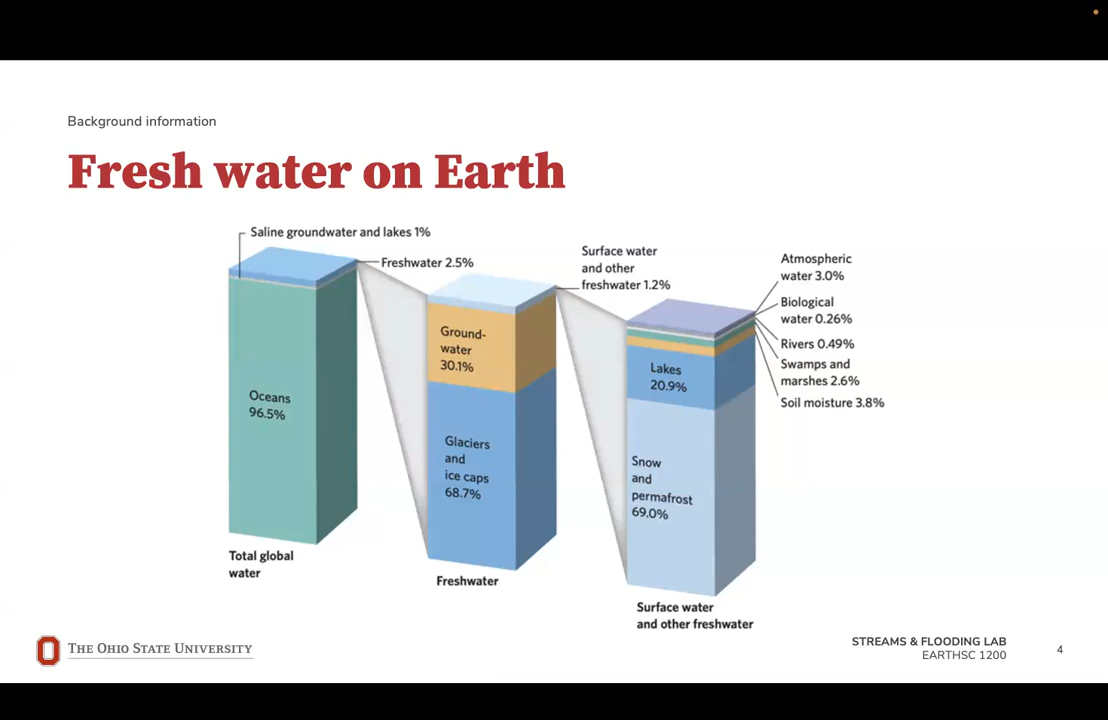 Background information
Fresh water on Earth
Saline groundwater and lakes 1%
Freshwater 2.5%
Oceans
96.5%
Total global
water
Ground-
water
30.1%
Glaciers
and
ice caps
68.7%
Freshwater
Surface water
and other
freshwater 1.2%
Lakes
20.9%
Snow
and
permafrost
69.0%
Surface water
and other freshwater
Atmospheric
water 3.0%
Biological
water 0.26%
Rivers 0.49%
Swamps and
marshes 2.6%
Soil moisture 3.8%
THE OHIO STATE UNIVERSITY
STREAMS & FLOODING LAB
EARTHSC 1200
4